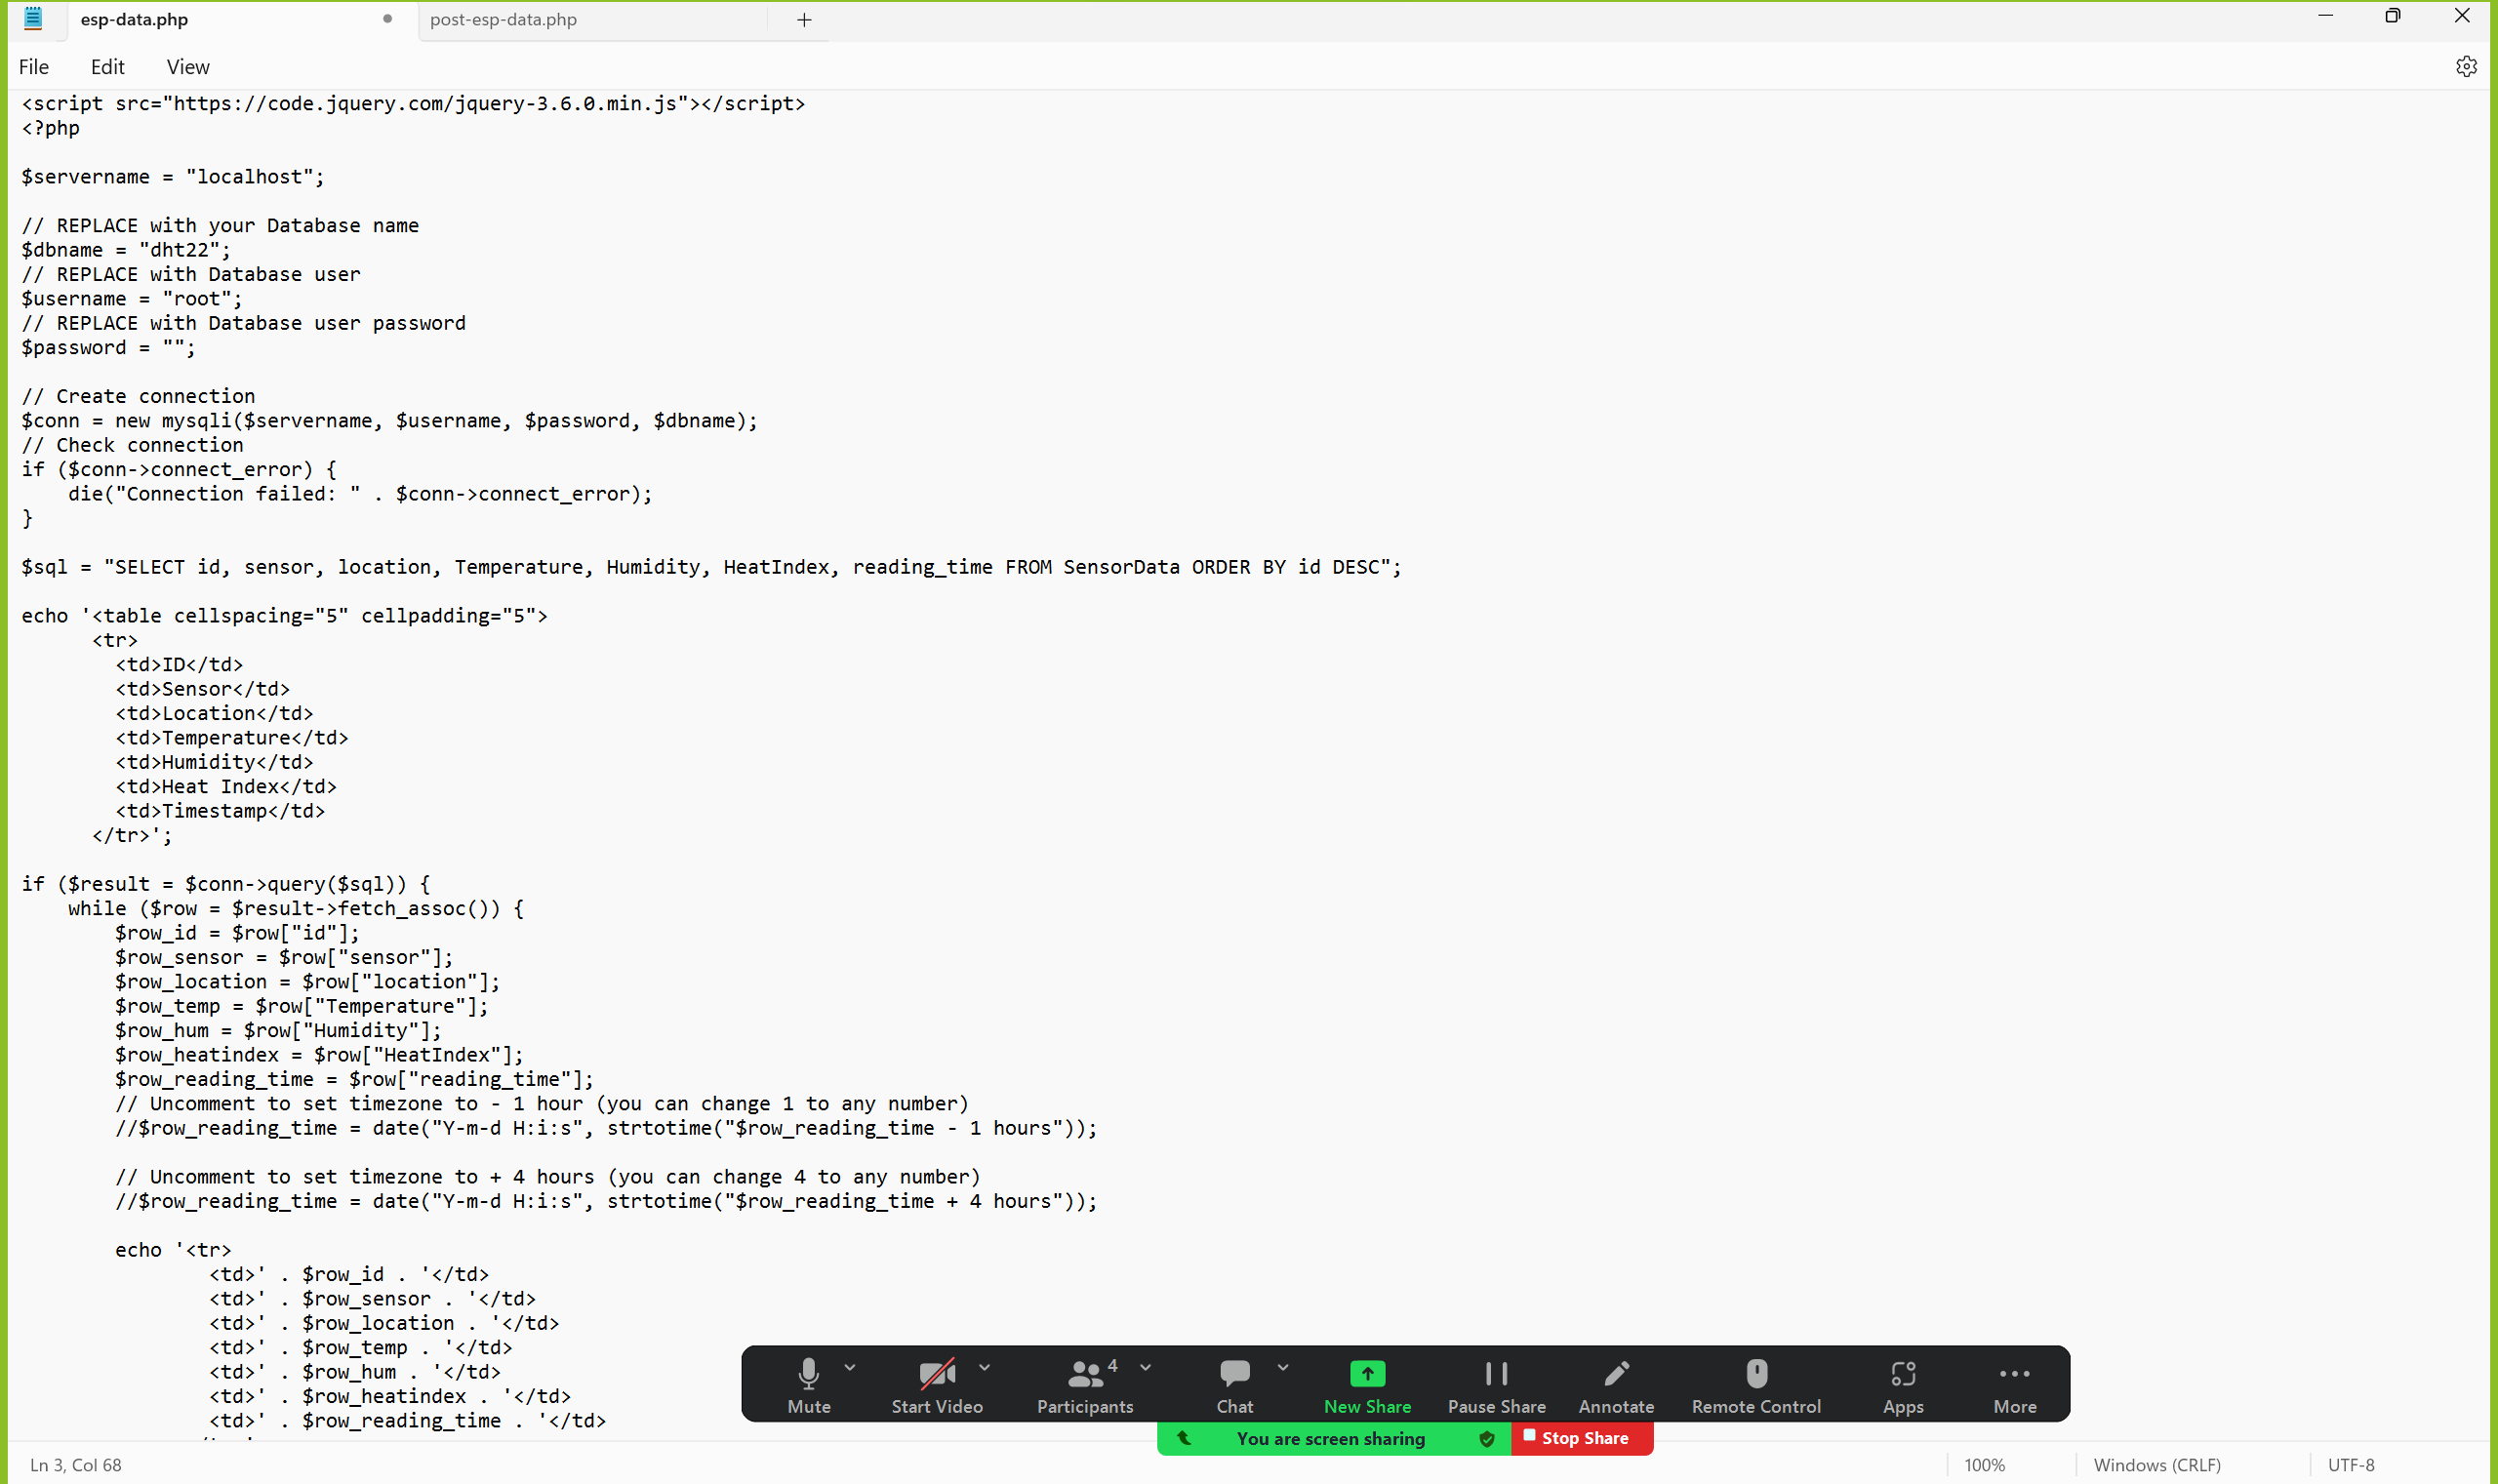 esp-data.php
post-esp-data.php
File Edit View
<script src="https://code.jquery.com/jquery-3.6.0.min.js"></script>
<?php

$servername = "localhost";

// REPLACE with your Database name
$dbname = "dht22";
// REPLACE with Database user
$username = "root";
// REPLACE with Database user password
$password = "";

// Create connection
$conn = new mysqli($servername, $username, $password, $dbname);
// Check connection
if ($conn->connect_error) {
    die("Connection failed: " . $conn->connect_error);
}

$sql = "SELECT id, sensor, location, Temperature, Humidity, HeatIndex, reading_time FROM SensorData ORDER BY id DESC";

echo '<table cellspacing="5" cellpadding="5">
      <tr>
        <td>ID</td>
        <td>Sensor</td>
        <td>Location</td>
        <td>Temperature</td>
        <td>Humidity</td>
        <td>Heat Index</td>
        <td>Timestamp</td>
      </tr>';

if ($result = $conn->query($sql)) {
    while ($row = $result->fetch_assoc()) {
        $row_id = $row["id"];
        $row_sensor = $row["sensor"];
        $row_location = $row["location"];
        $row_temp = $row["Temperature"];
        $row_hum = $row["Humidity"];
        $row_heatindex = $row["HeatIndex"];
        $row_reading_time = $row["reading_time"];
        // Uncomment to set timezone to - 1 hour (you can change 1 to any number)
        //$row_reading_time = date("Y-m-d H:i:s", strtotime("$row_reading_time - 1 hours"));

        // Uncomment to set timezone to + 4 hours (you can change 4 to any number)
        //$row_reading_time = date("Y-m-d H:i:s", strtotime("$row_reading_time + 4 hours"));

        echo '<tr>
                <td>' . $row_id . '</td>
                <td>' . $row_sensor . '</td>
                <td>' . $row_location . '</td>
                <td>' . $row_temp . '</td>
                <td>' . $row_hum . '</td>
                <td>' . $row_heatindex . '</td>
                <td>' . $row_reading_time . '</td>
4
Mute Start Video Participants Chat New Share Pause Share Annotate Remote Control Apps More
You are screen sharing Stop Share
Ln 3, Col 68 100% Windows (CRLF) UTF-8